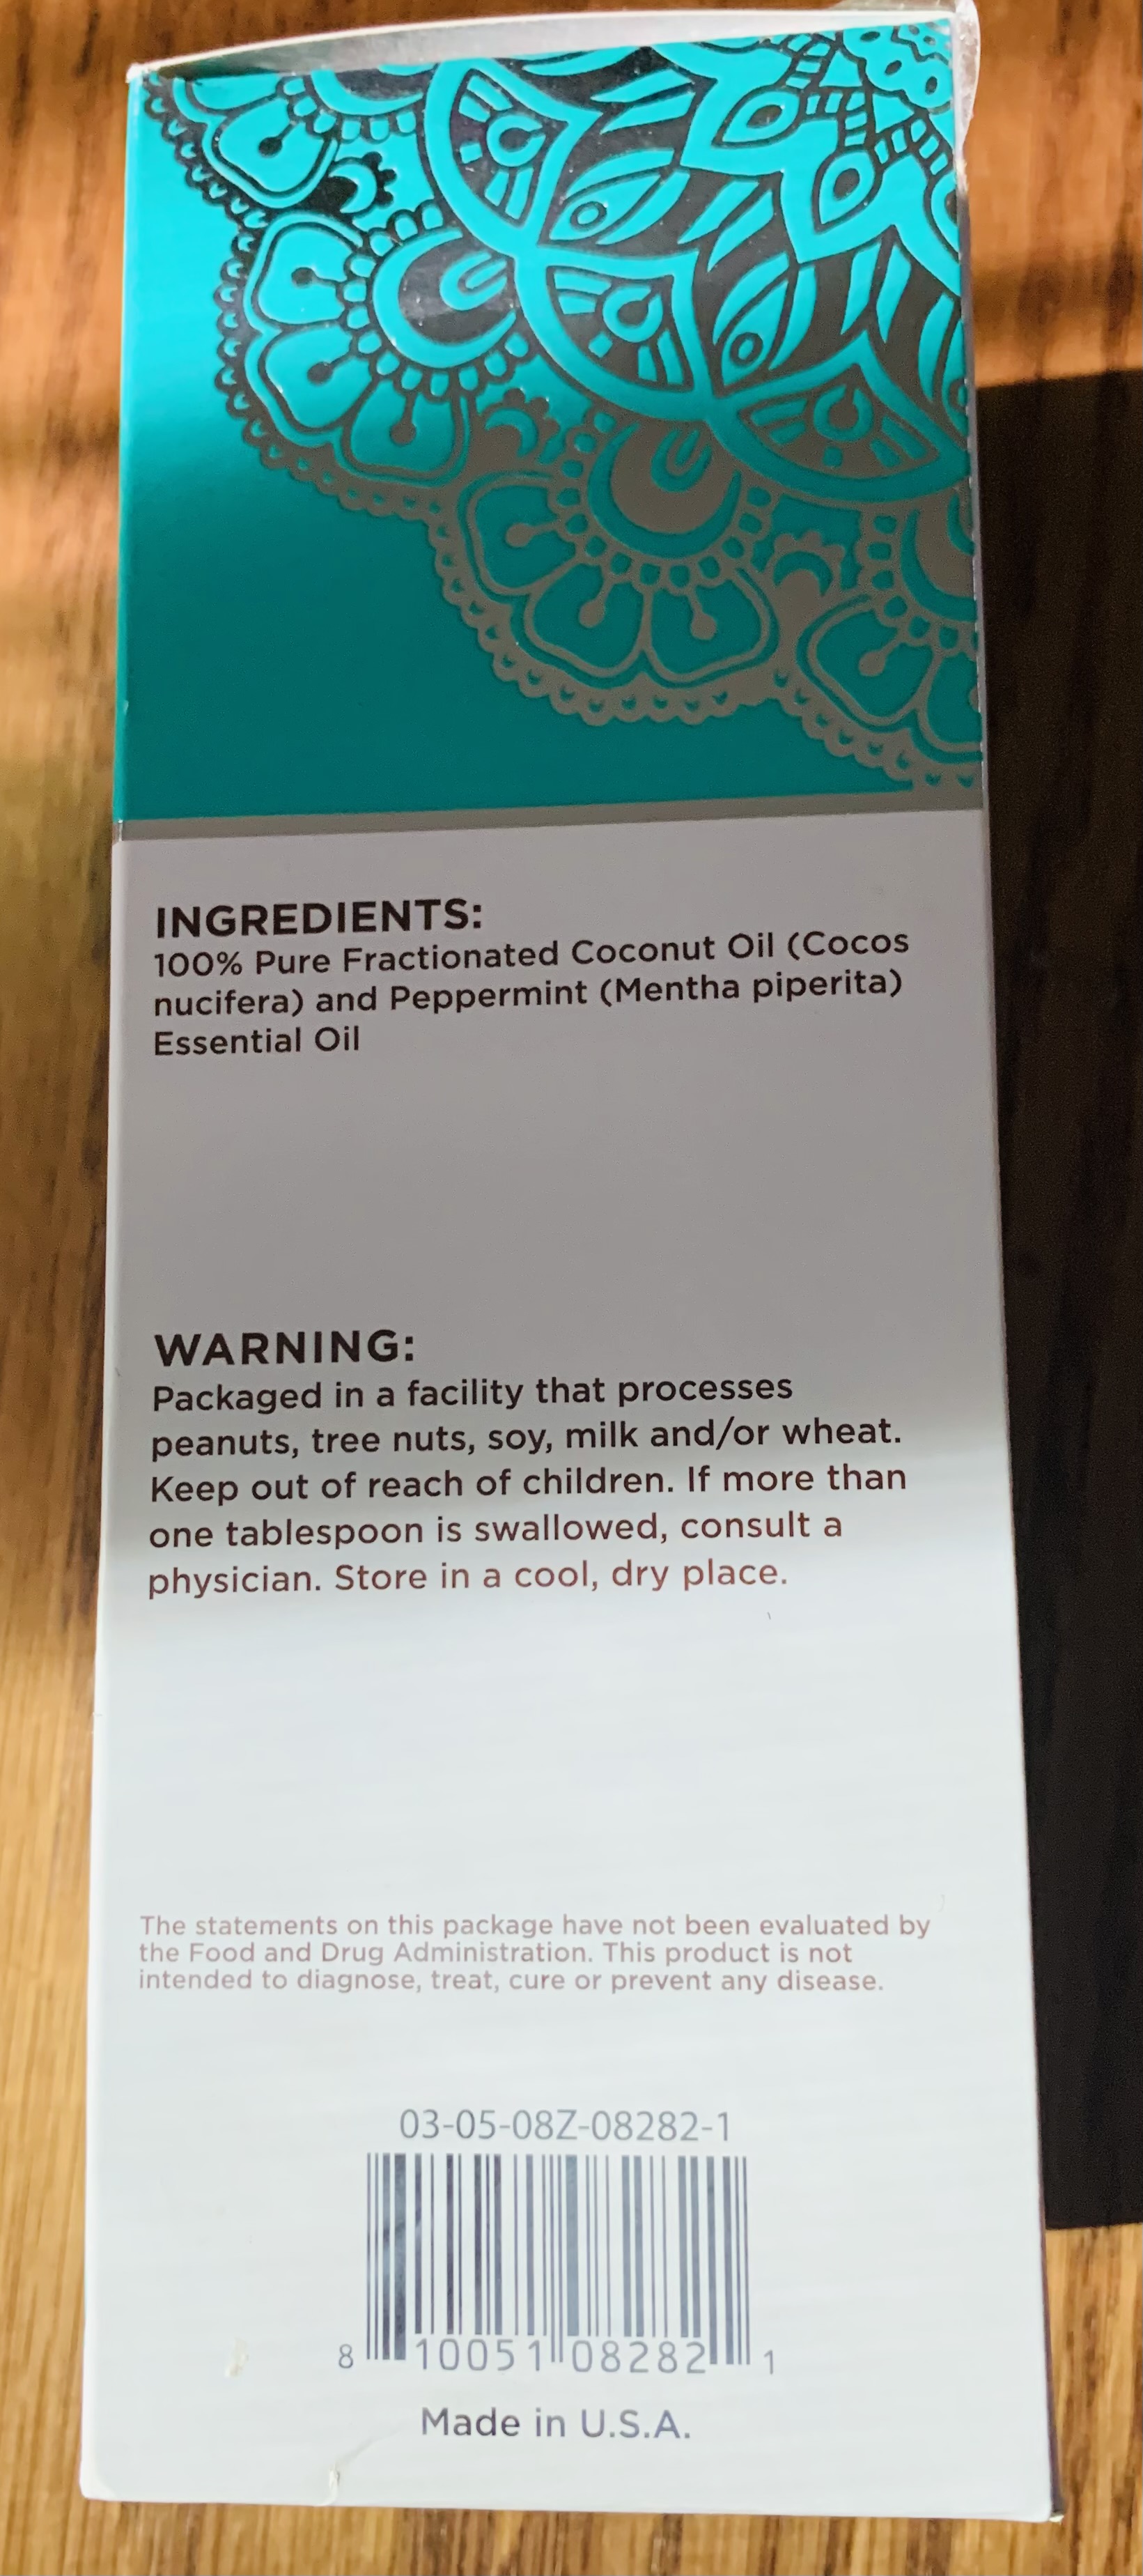 INGREDIENTS:
100% Pure Fractionated Coconut Oil (Cocos
nucifera) and Peppermint (Mentha piperita)
Essential Oil
WARNING:
Packaged in a facility that processes
peanuts, tree nuts, soy, milk and/or wheat.
Keep out of reach of children. If more than
one tablespoon is swallowed, consult a
physician. Store in a cool, dry place.
The statements on this package have not been evaluated by
the Food and Drug Administration. This product is not
intended to diagnose, treat, cure or prevent any disease.
03-05-08Z-08282-1
8 10051 08282 1
Made in U.S.A.